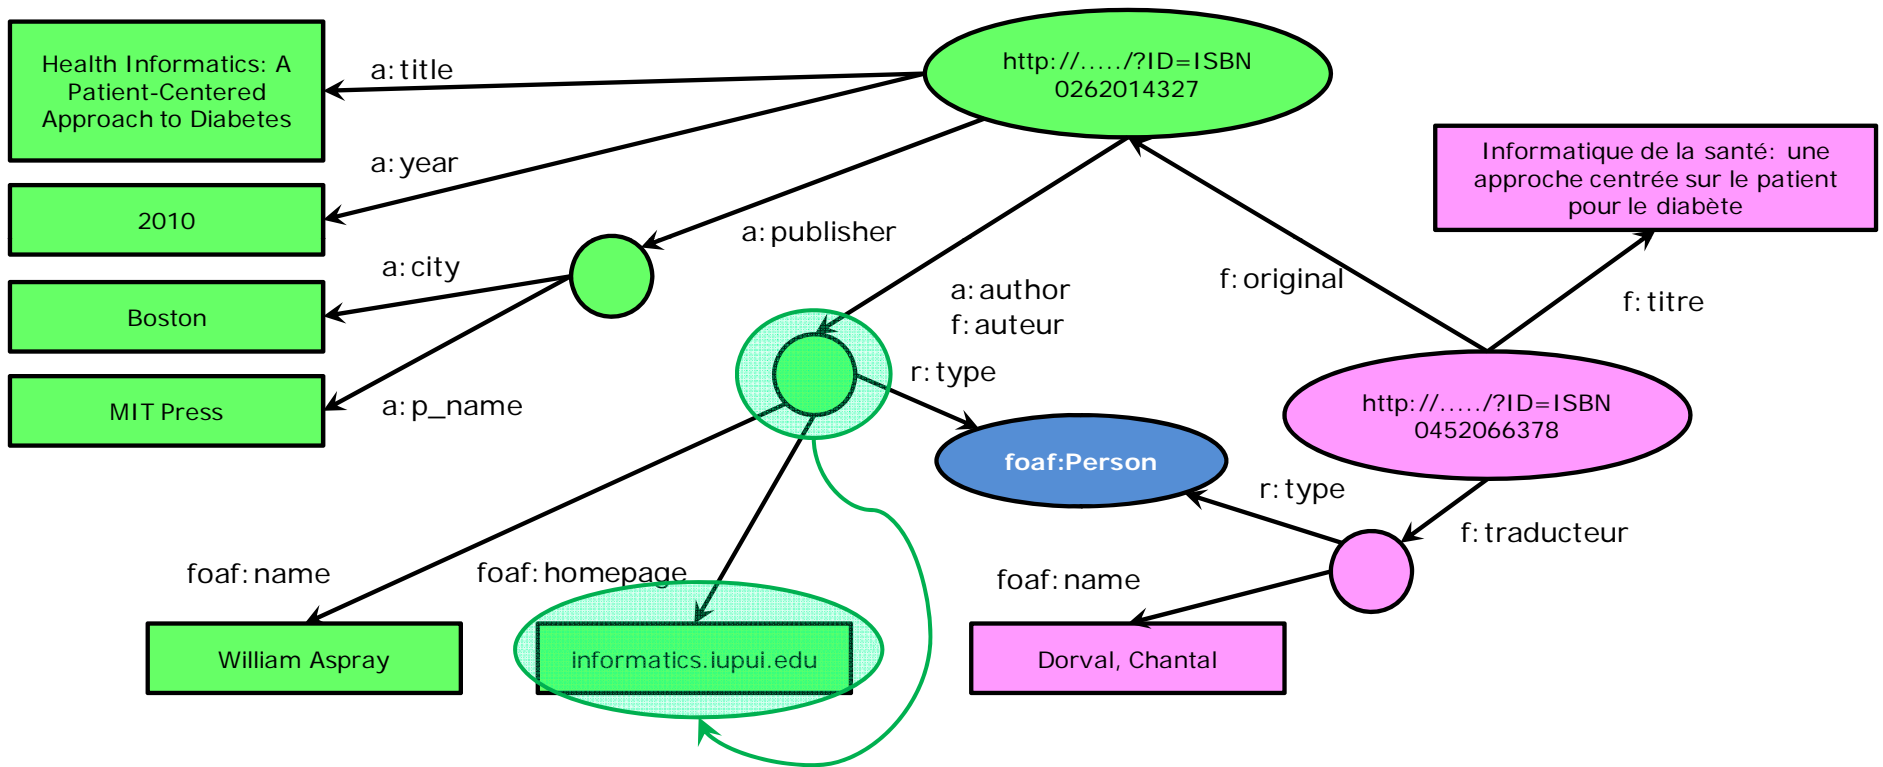 Health Informatics: A
Patient-Centered
Approach to Diabetes
a:title
http://...../?ID=ISBN
0262014327
Informatique de la santé: une
approche centrée sur le patient
pour le diabète
a:year
2010
a:publisher
a:city
Boston
a:author
f:auteur
f:original
f:titre
r:type
MIT Press
a:p_name
http://...../?ID=ISBN
0452066378
foaf:Person
r:type
f:traducteur
foaf:name
foaf:homepage
foaf:name
William Aspray
informatics.iupui.edu
Dorval, Chantal